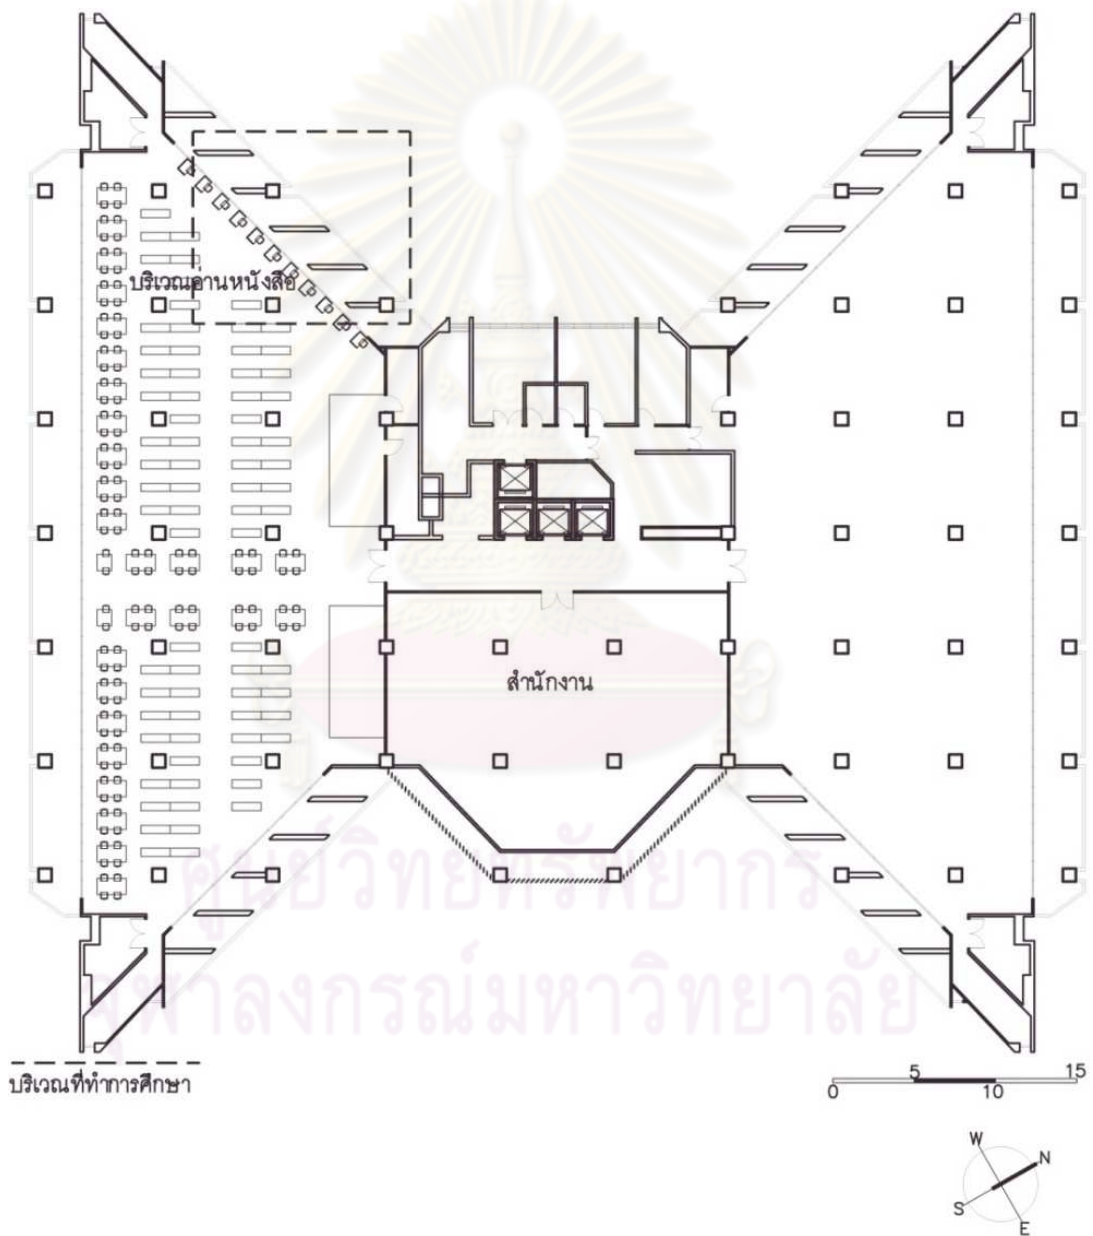 บริเวณอ่านหนังสือ
สำนักงาน
ศูนย์วิทยทรัพยากร
จุฬาลงกรณ์มหาวิทยาลัย
บริเวณที่ทำการศึกษา
0 5 10 15
W
N
S
E